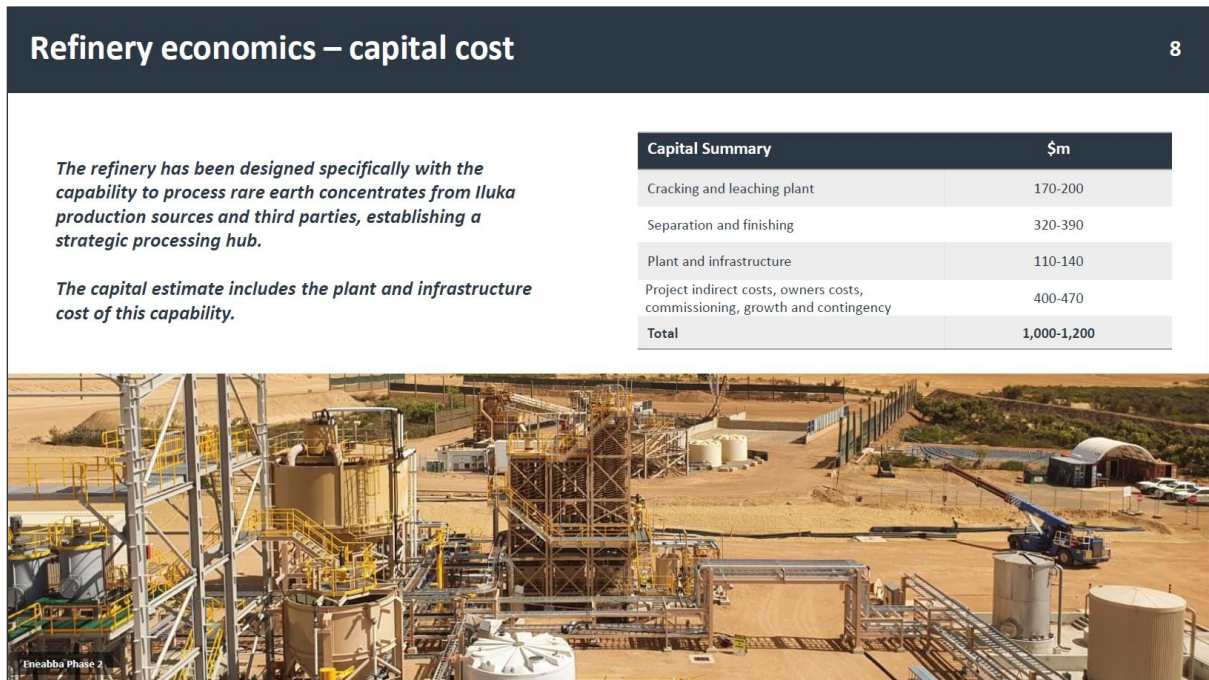 Refinery economics – capital cost
8
The refinery has been designed specifically with the
capability to process rare earth concentrates from Iluka
production sources and third parties, establishing a
strategic processing hub.
The capital estimate includes the plant and infrastructure
cost of this capability.
Capital Summary $m
Cracking and leaching plant 170-200
Separation and finishing 320-390
Plant and infrastructure 110-140
Project indirect costs, owners costs,
commissioning, growth and contingency 400-470
Total 1,000-1,200
Eneabba Phase 2